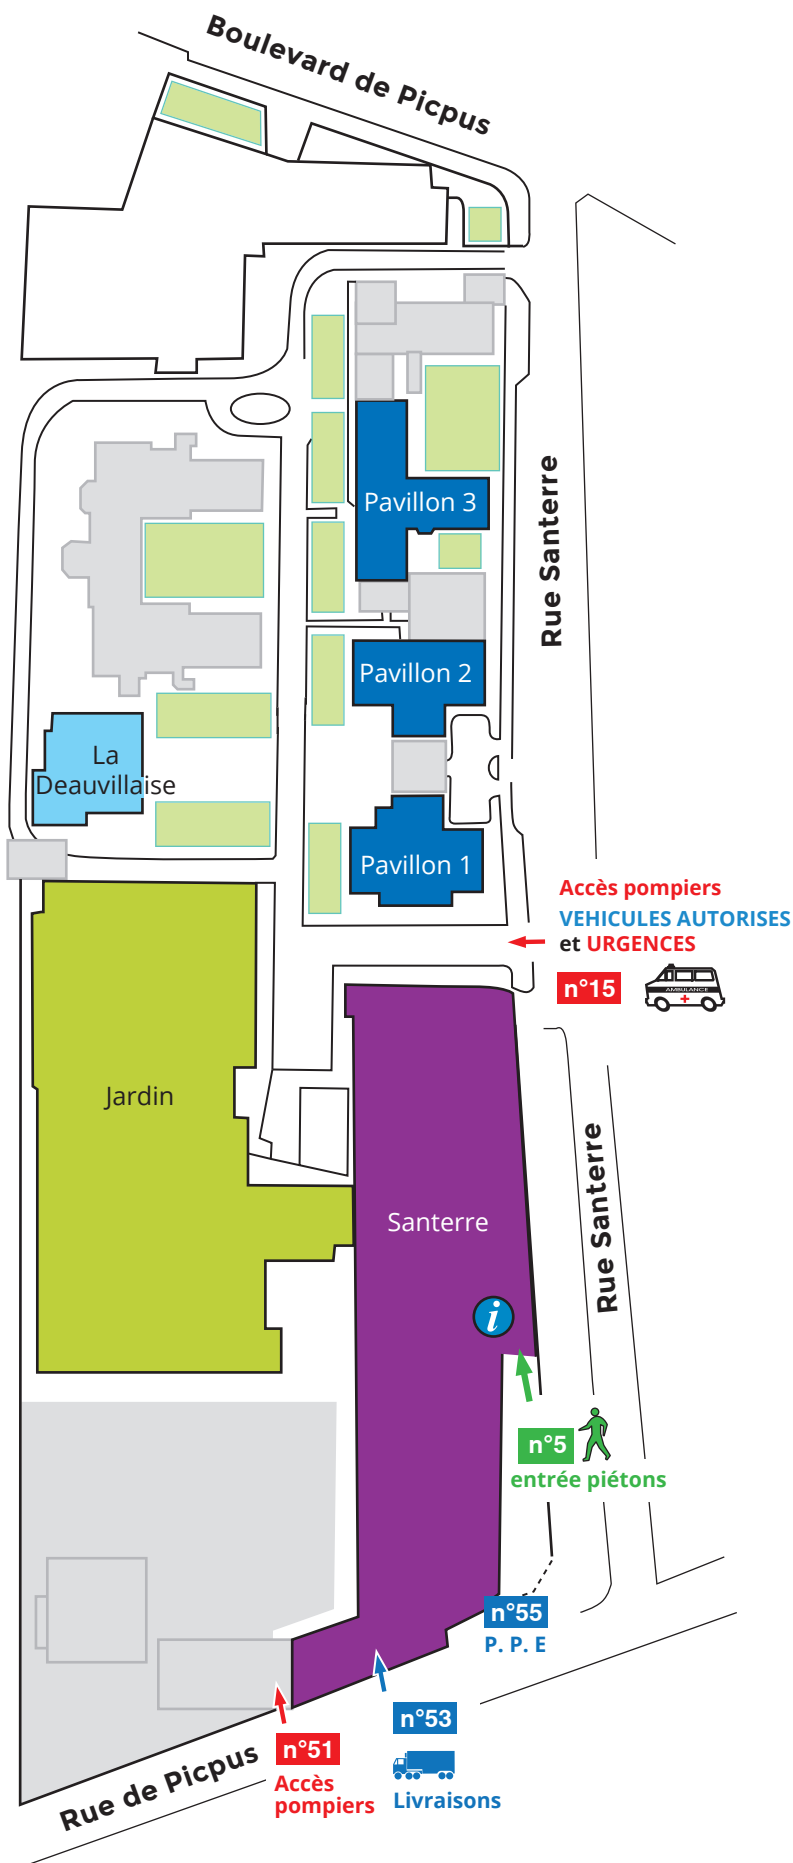 Boulevard de Picpus
Pavillon 3
Rue Santerre
Pavillon 2
La
Deauvillaise
Pavillon 1
Accès pompiers
VEHICULES AUTORISES
et URGENCES
n°15
AMBULANCE
Jardin
Rue Santerre
Santerre
i
n°5
entrée piétons
n°55
P. P. E
n°53
Livraisons
n°51
Accès
pompiers
Rue de Picpus